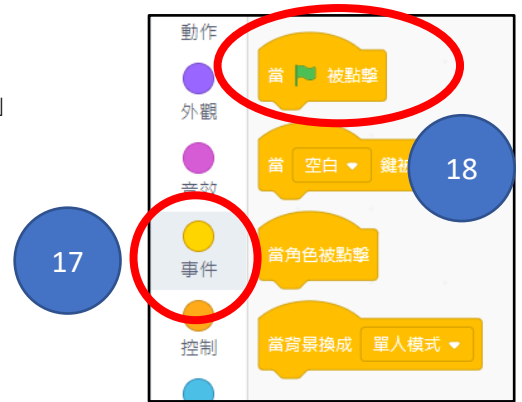 動作
外觀
音效
事件
控制
當 被點擊
當 空白 鍵被
當角色被點擊
當背景換成 單人模式
17
18